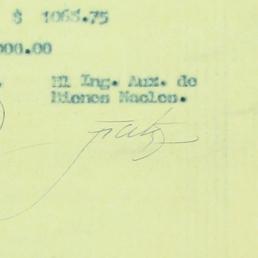 $ 1065.75
000.00
El Ing. Aux. de
Bienes Nacles.